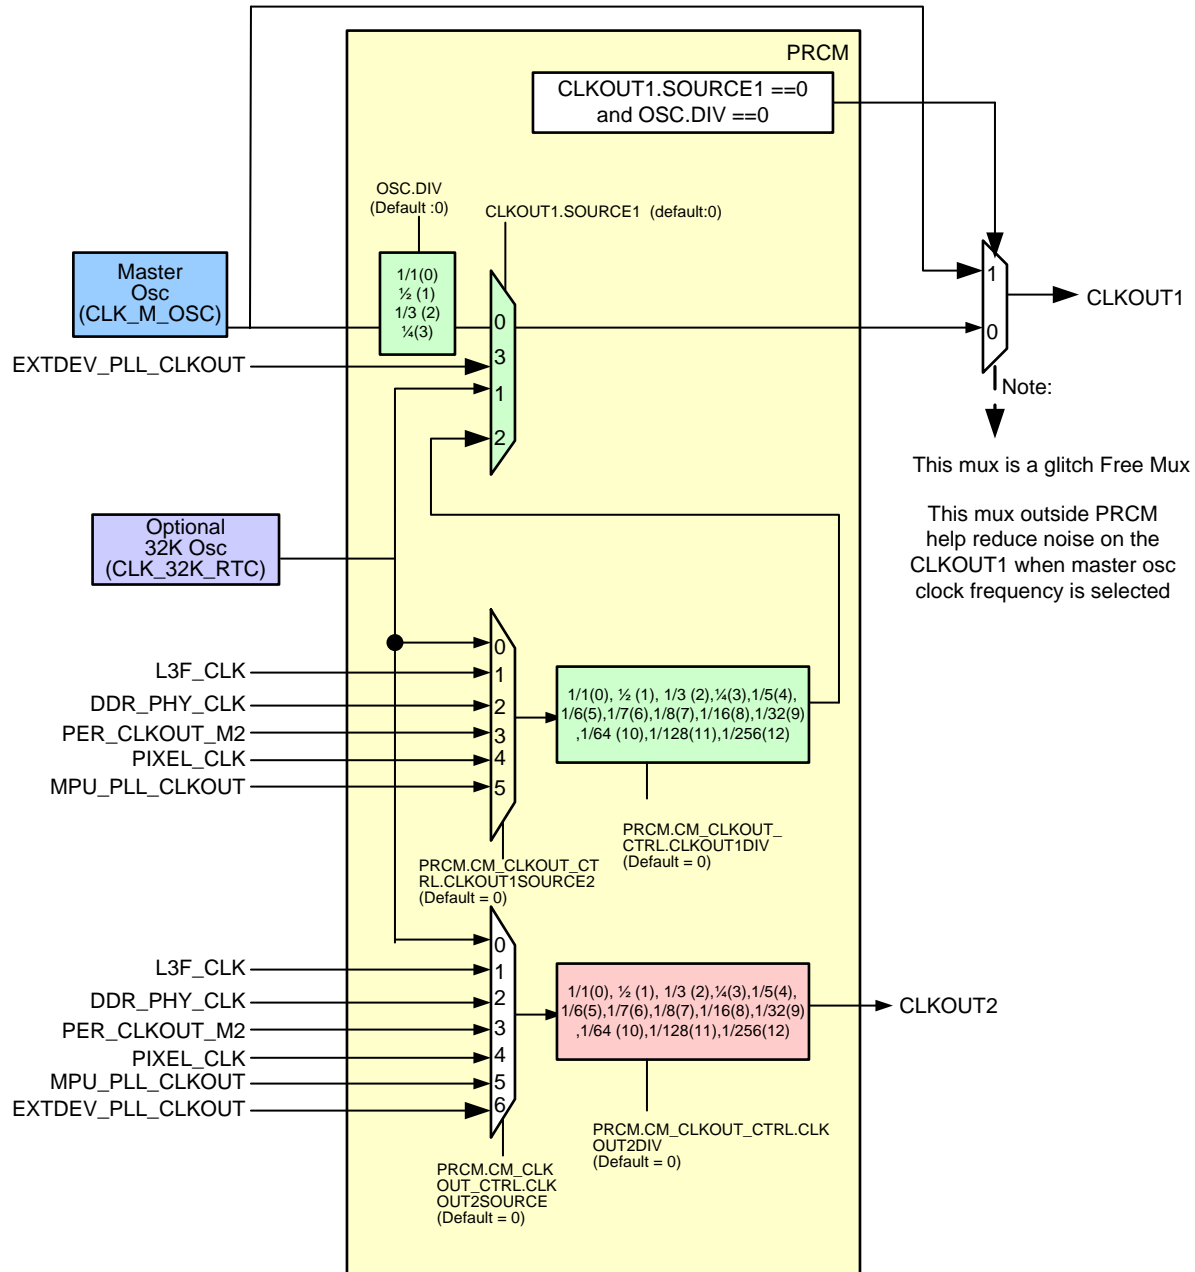 PRCM
CLKOUT1.SOURCE1 ==0
and OSC.DIV ==0
OSC.DIV
(Default :0)
CLKOUT1.SOURCE1 (default:0)
Master
Osc
(CLK_M_OSC)
1/1(0)
½ (1)
1/3 (2)
¼(3)
0
3
1
2
1
0
CLKOUT1
EXTDEV_PLL_CLKOUT
Note:
This mux is a glitch Free Mux
This mux outside PRCM
help reduce noise on the
CLKOUT1 when master osc
clock frequency is selected
Optional
32K Osc
(CLK_32K_RTC)
L3F_CLK
DDR_PHY_CLK
PER_CLKOUT_M2
PIXEL_CLK
MPU_PLL_CLKOUT
0
1
2
3
4
5
1/1(0), ½ (1), 1/3 (2),¼(3),1/5(4),
1/6(5),1/7(6),1/8(7),1/16(8),1/32(9)
,1/64 (10),1/128(11),1/256(12)
PRCM.CM_CLKOUT_
CTRL.CLKOUT1DIV
(Default = 0)
PRCM.CM_CLKOUT_CT
RL.CLKOUT1SOURCE2
(Default = 0)
L3F_CLK
DDR_PHY_CLK
PER_CLKOUT_M2
PIXEL_CLK
MPU_PLL_CLKOUT
EXTDEV_PLL_CLKOUT
0
1
2
3
4
5
6
1/1(0), ½ (1), 1/3 (2),¼(3),1/5(4),
1/6(5),1/7(6),1/8(7),1/16(8),1/32(9)
,1/64 (10),1/128(11),1/256(12)
CLKOUT2
PRCM.CM_CLKOUT_CTRL.CLK
OUT2DIV
(Default = 0)
PRCM.CM_CLK
OUT_CTRL.CLK
OUT2SOURCE
(Default = 0)